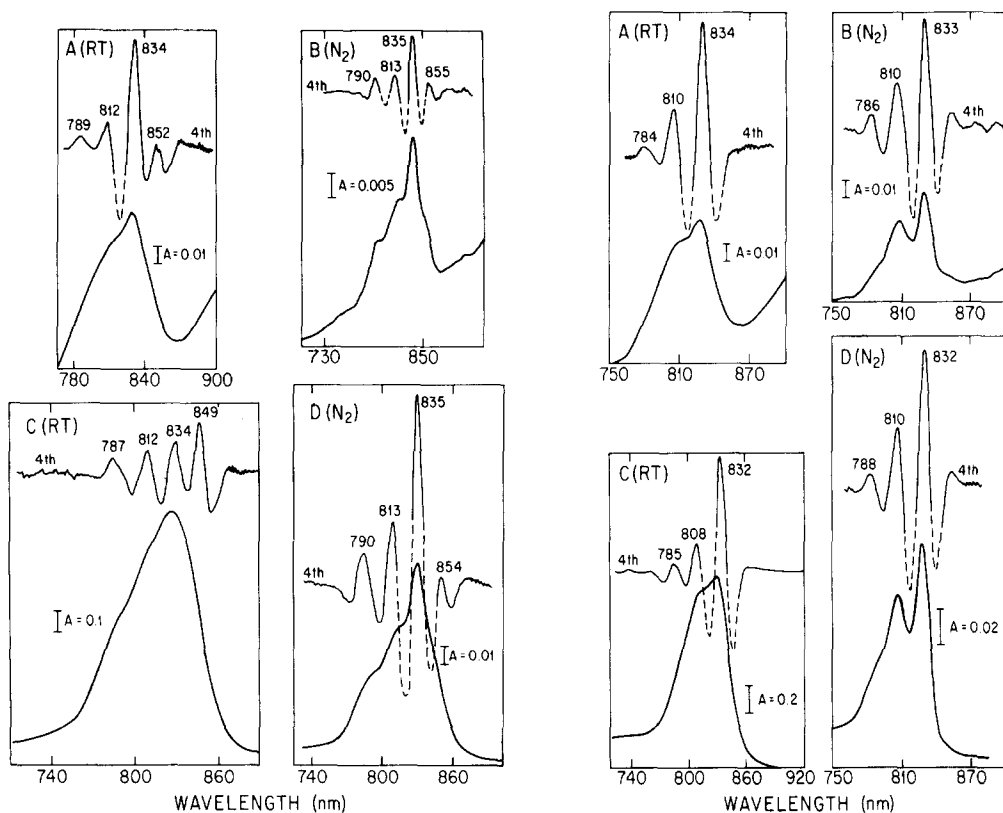 A (RT)
834
812
789
852
4th
A = 0.01
780 840 900
B (N₂)
835
790
813
855
4th
A = 0.005
730 850
C (RT)
849
834
812
787
4th
A = 0.1
740 800 860
D (N₂)
835
813
790
854
4th
A = 0.01
740 800 860
WAVELENGTH (nm)
A (RT)
834
810
784
4th
A = 0.01
750 810 870
B (N₂)
833
810
786
4th
A = 0.01
750 810 870
C (RT)
832
808
785
4th
A = 0.2
740 800 860 920
D (N₂)
832
810
788
4th
A = 0.02
750 810 870
WAVELENGTH (nm)